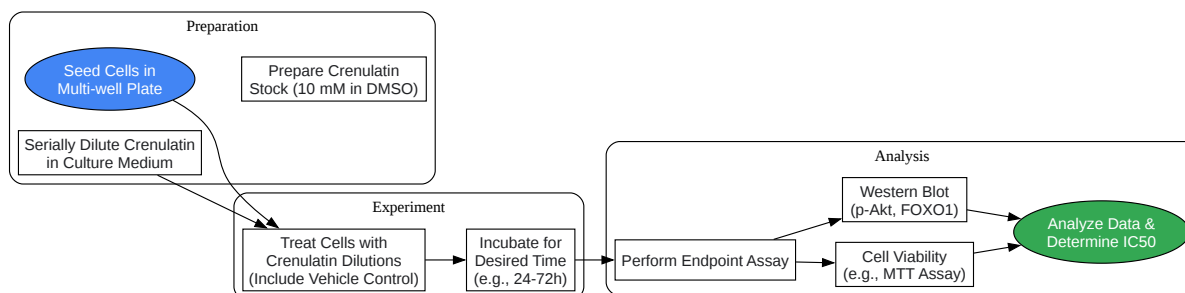 Preparation
Seed Cells in
Multi-well Plate
Prepare Crenulatin
Stock (10 mM in DMSO)
Serially Dilute Crenulatin
in Culture Medium
Experiment
Treat Cells with
Crenulatin Dilutions
(Include Vehicle Control)
Incubate for
Desired Time
(e.g., 24-72h)
Analysis
Perform Endpoint Assay
Western Blot
(p-Akt, FOXO1)
Cell Viability
(e.g., MTT Assay)
Analyze Data &
Determine IC50